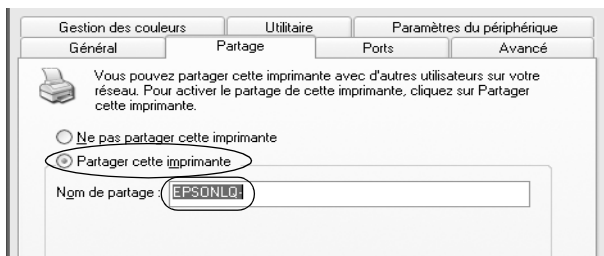 Gestion des couleurs Utilitaire Paramètres du périphérique
Général Partage Ports Avancé
Vous pouvez partager cette imprimante avec d'autres utilisateurs sur votre
réseau. Pour activer le partage de cette imprimante, cliquez sur Partager
cette imprimante.
Ne pas partager cette imprimante
Partager cette imprimante
Nom de partage : EPSONLQ-